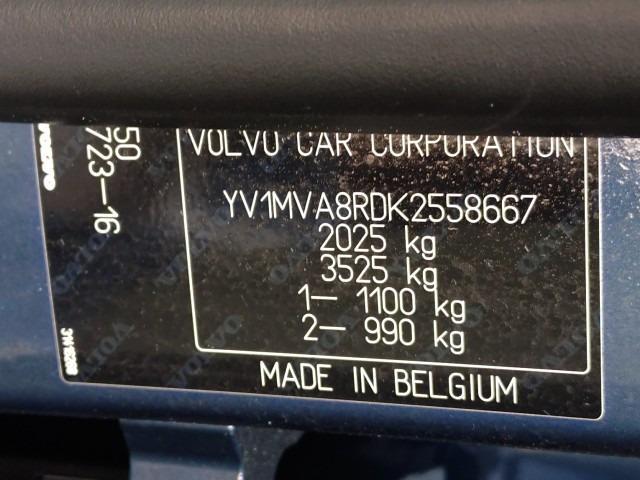 VOLVO CAR CORPORATION
YV1MVA8RDK2558667
2025 kg
3525 kg
1– 1100 kg
2– 990 kg
MADE IN BELGIUM
50
723-16
VOLVO